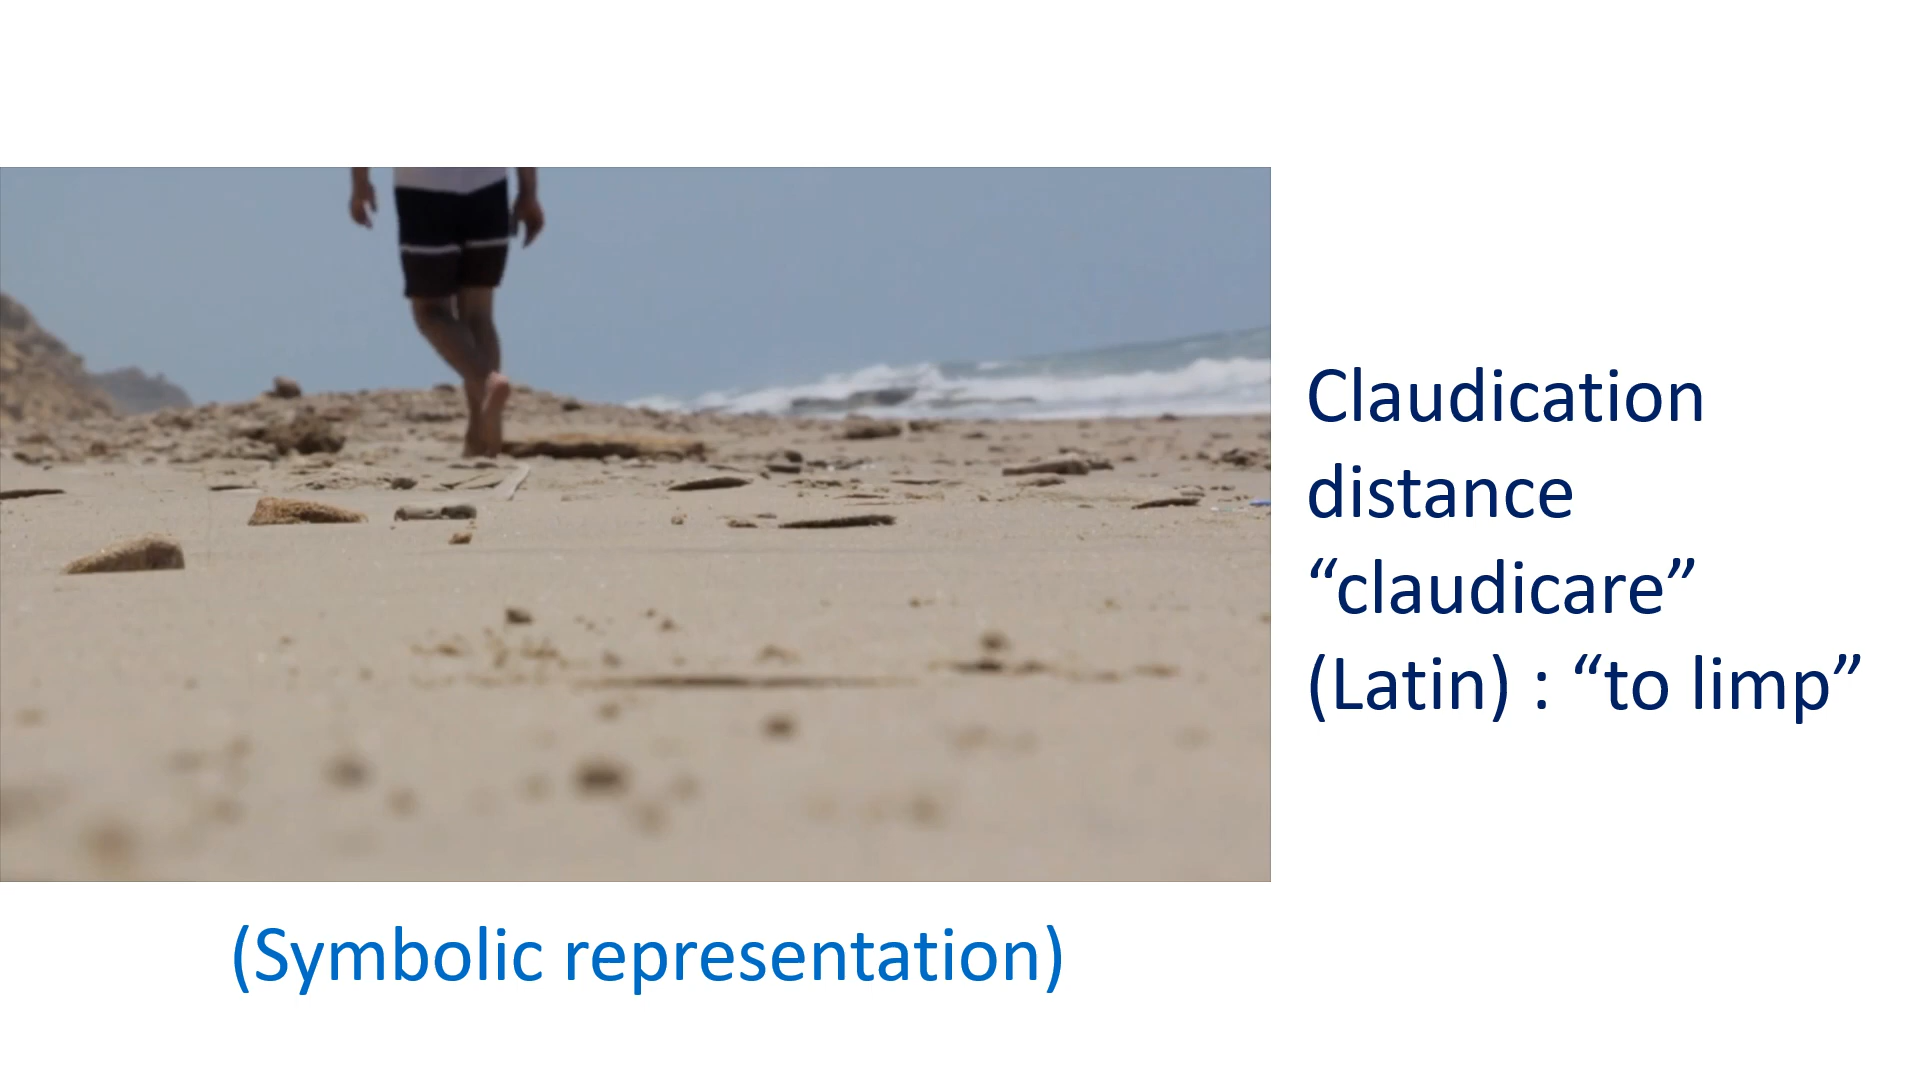 Claudication
distance
“claudicare”
(Latin) : “to limp”
(Symbolic representation)